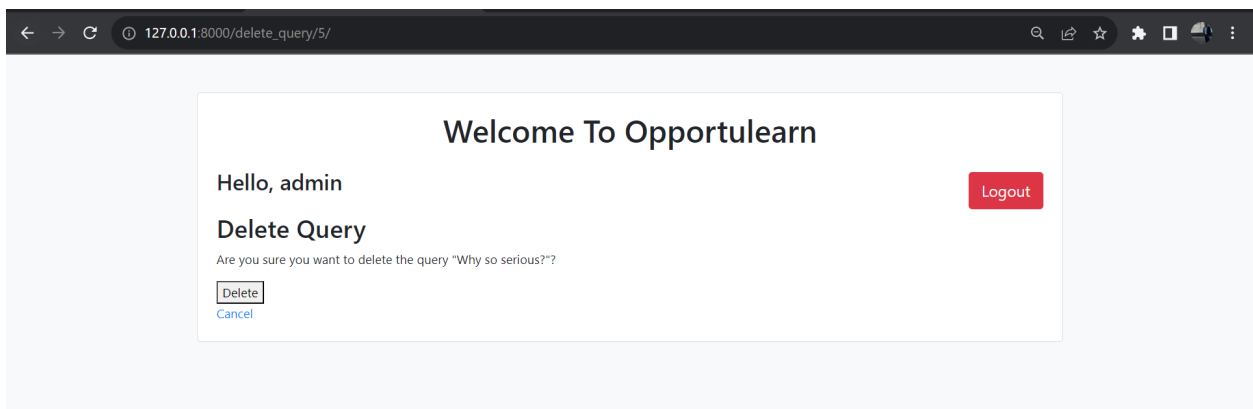 127.0.0.1:8000/delete_query/5/
Welcome To Opportulearn
Hello, admin
Logout
Delete Query
Are you sure you want to delete the query "Why so serious?"?
Delete
Cancel